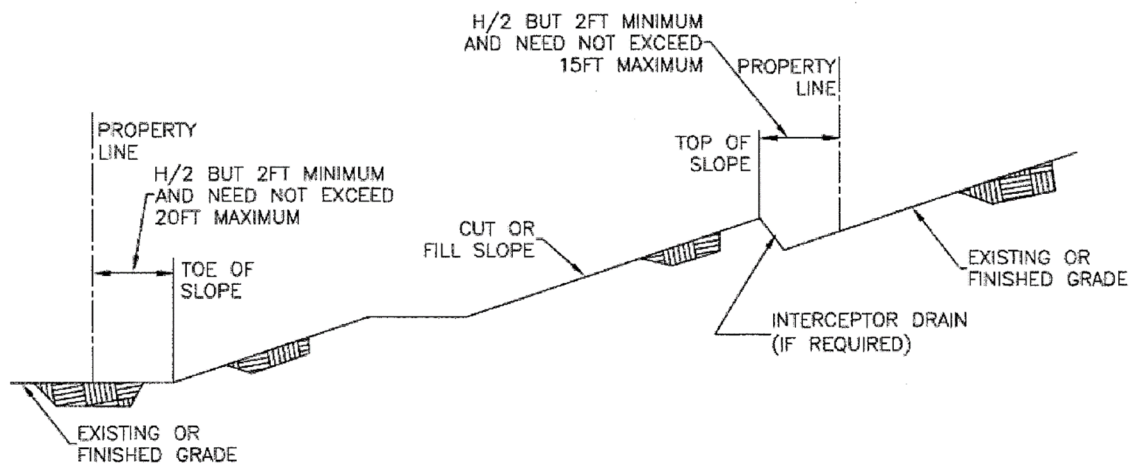 H/2 BUT 2FT MINIMUM
AND NEED NOT EXCEED
15FT MAXIMUM
PROPERTY
LINE
TOP OF
SLOPE
PROPERTY
LINE
H/2 BUT 2FT MINIMUM
AND NEED NOT EXCEED
20FT MAXIMUM
TOE OF
SLOPE
CUT OR
FILL SLOPE
EXISTING OR
FINISHED GRADE
INTERCEPTOR DRAIN
(IF REQUIRED)
EXISTING OR
FINISHED GRADE